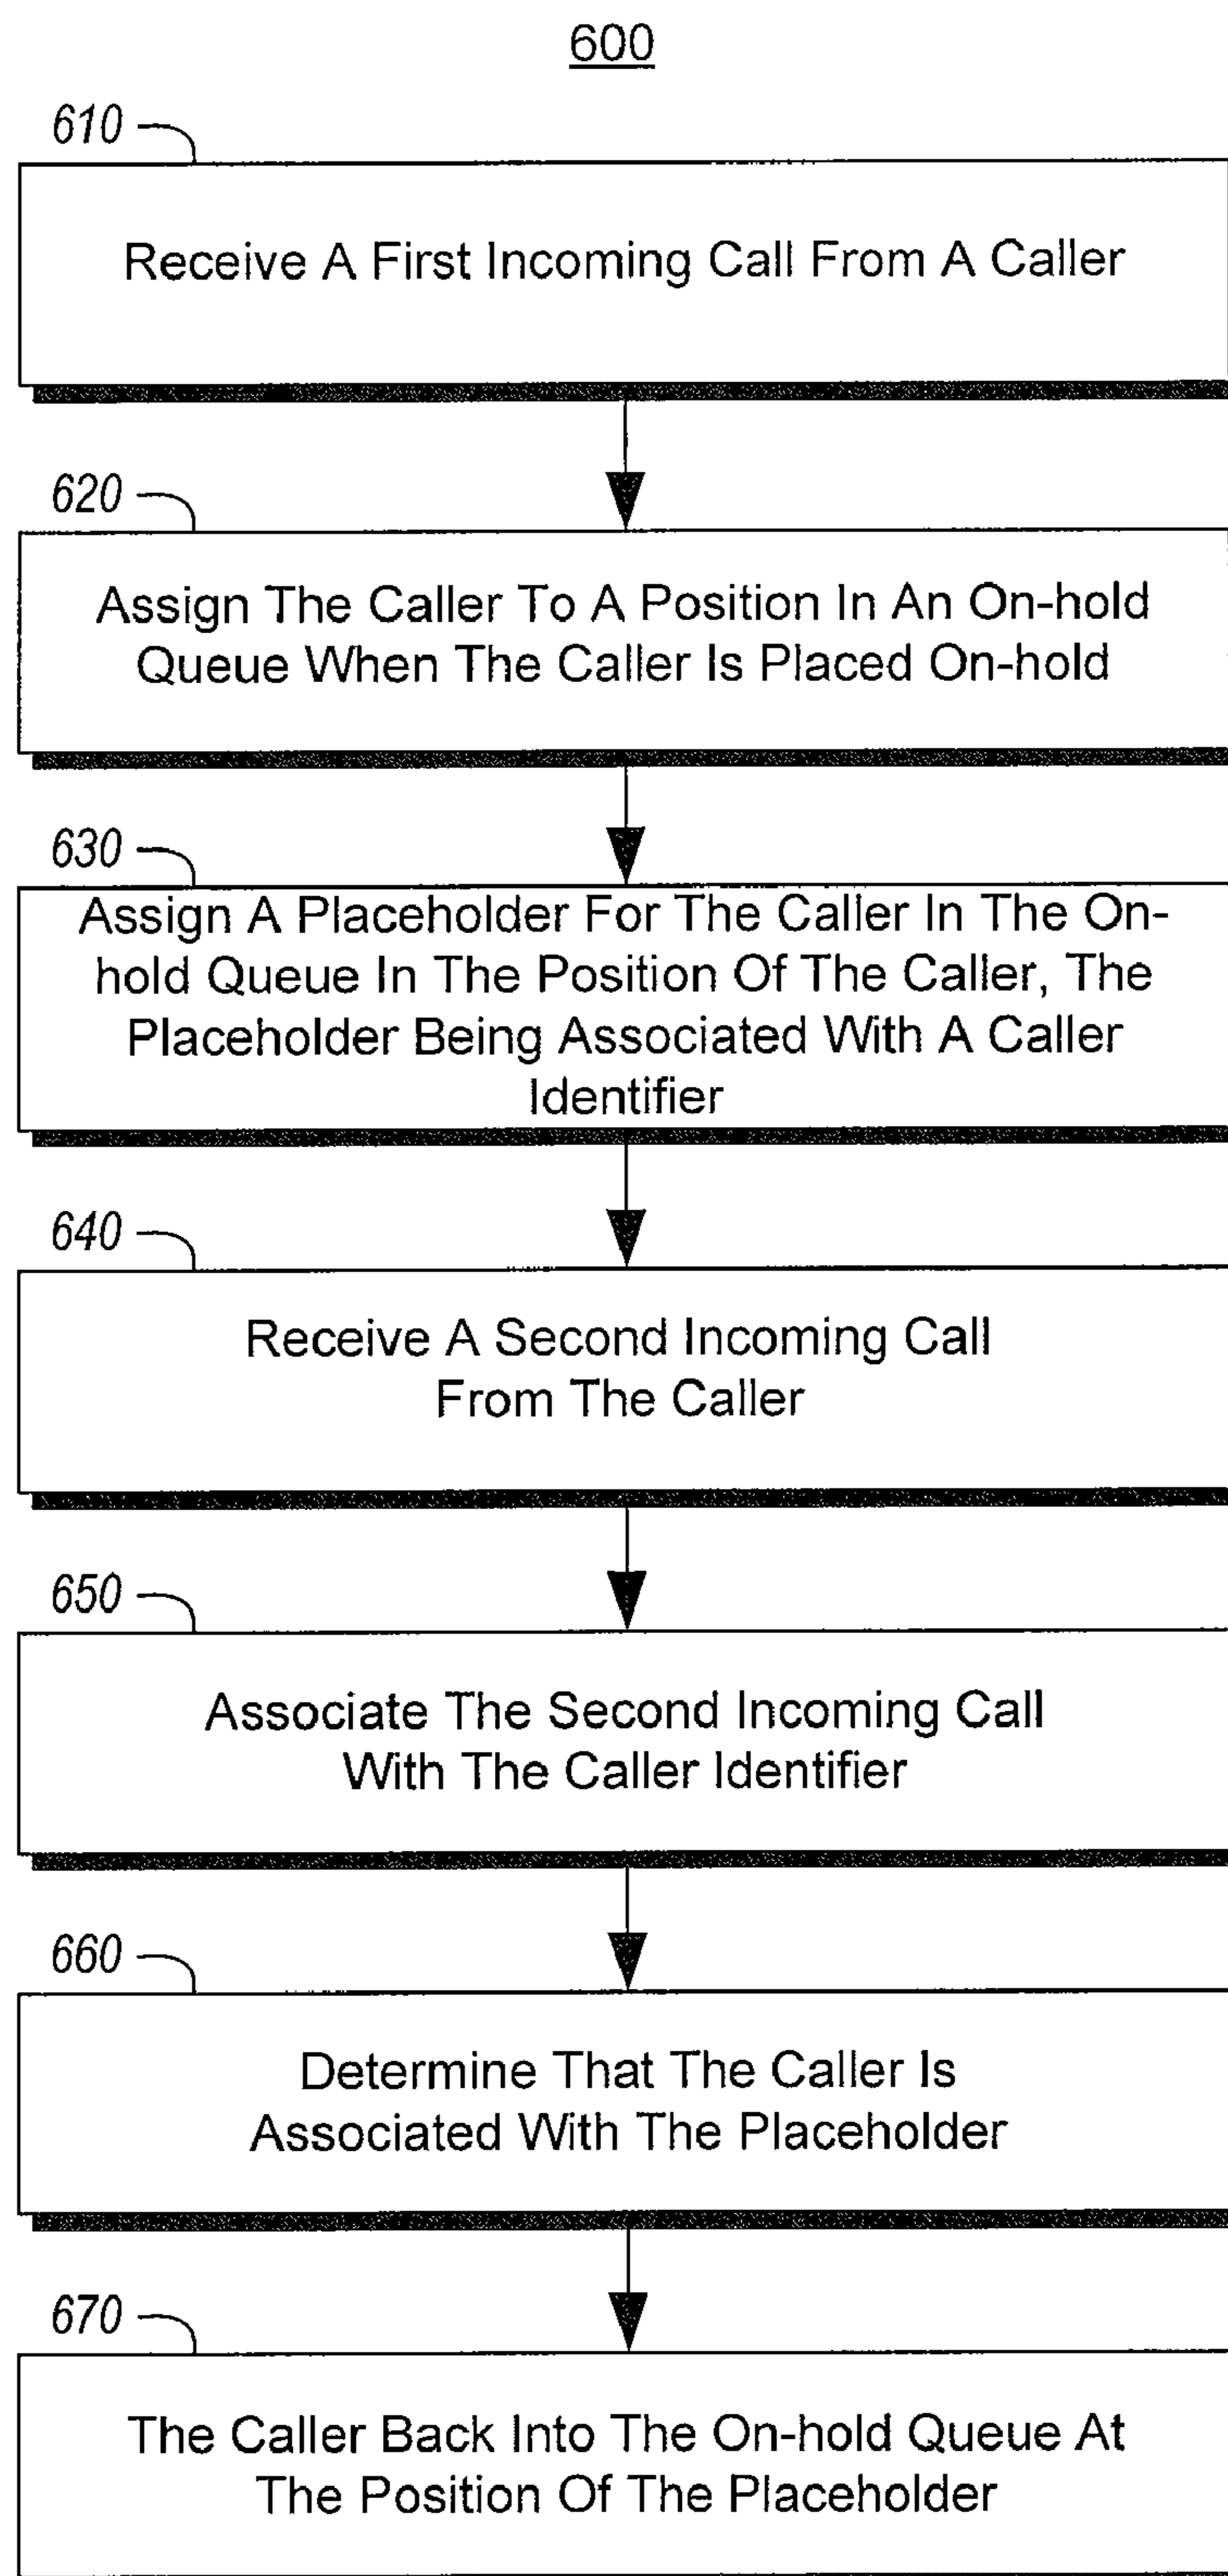 600
610
Receive A First Incoming Call From A Caller
620
Assign The Caller To A Position In An On-hold
Queue When The Caller Is Placed On-hold
630
Assign A Placeholder For The Caller In The On-
hold Queue In The Position Of The Caller, The
Placeholder Being Associated With A Caller
Identifier
640
Receive A Second Incoming Call
From The Caller
650
Associate The Second Incoming Call
With The Caller Identifier
660
Determine That The Caller Is
Associated With The Placeholder
670
The Caller Back Into The On-hold Queue At
The Position Of The Placeholder